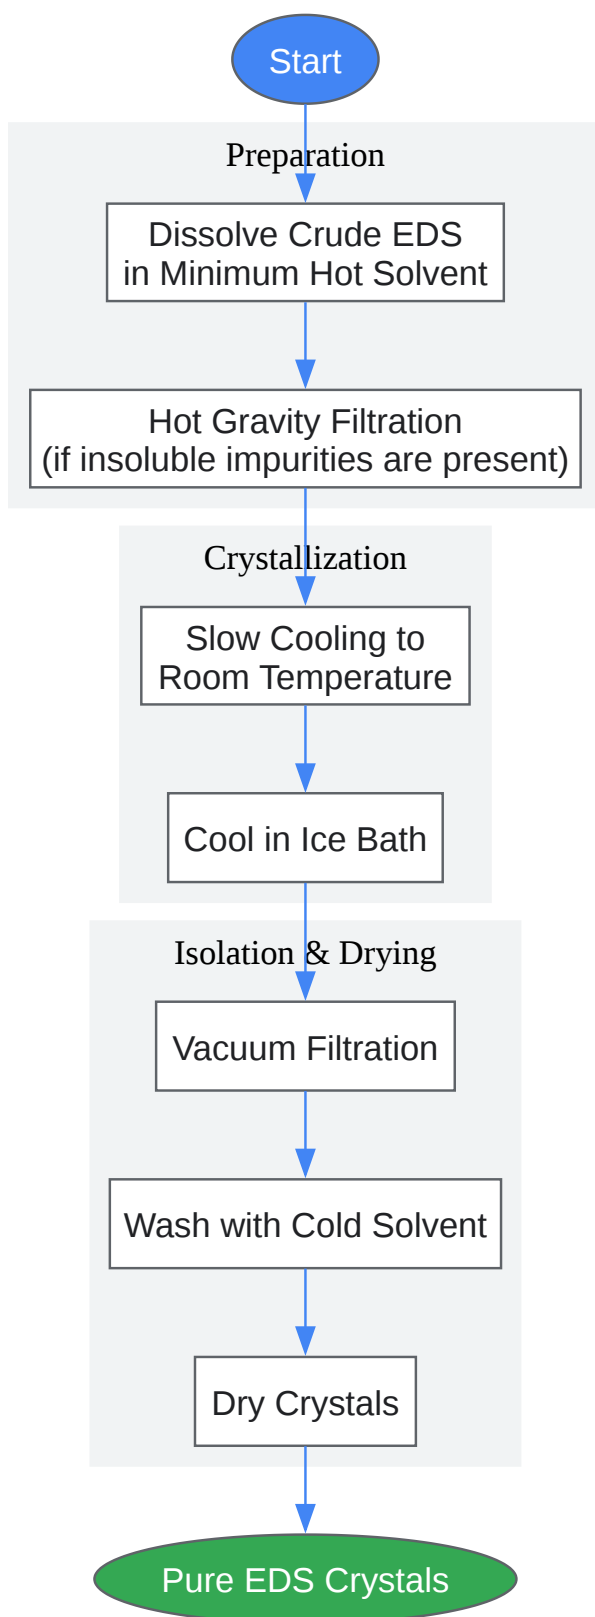 Start
Preparation
Dissolve Crude EDS
in Minimum Hot Solvent
Hot Gravity Filtration
(if insoluble impurities are present)
Crystallization
Slow Cooling to
Room Temperature
Cool in Ice Bath
Isolation & Drying
Vacuum Filtration
Wash with Cold Solvent
Dry Crystals
Pure EDS Crystals